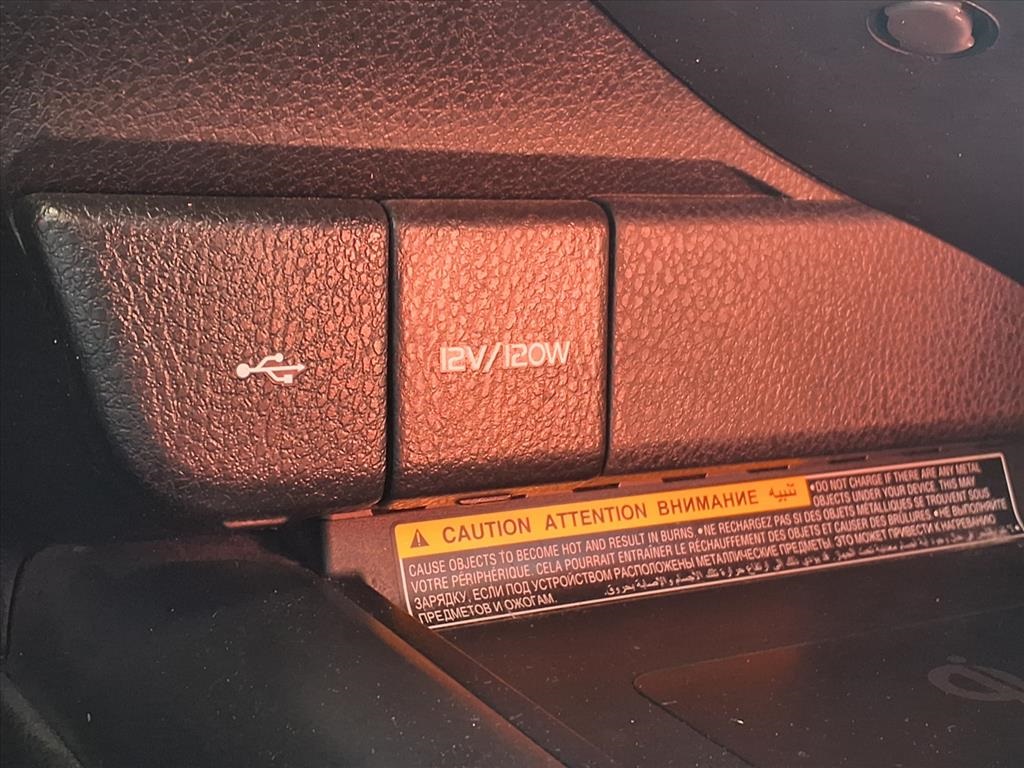 12V/120W
CAUTION ATTENTION ВНИМАНИЕ تنبيه
•DO NOT CHARGE IF THERE ARE ANY METAL
OBJECTS UNDER YOUR DEVICE. THIS MAY
CAUSE OBJECTS TO BECOME HOT AND RESULT IN BURNS •NE RECHARGEZ PAS SI DES OBJETS MÉTALLIQUES SE TROUVENT SOUS
VOTRE PÉRIPHÉRIQUE. CELA POURRAIT ENTRAÎNER LE RÉCHAUFFEMENT DES OBJETS ET CAUSER DES BRÛLURES •НЕ ВЫПОЛНЯЙТЕ
ЗАРЯДКУ, ЕСЛИ ПОД УСТРОЙСТВОМ РАСПОЛОЖЕНЫ МЕТАЛЛИЧЕСКИЕ ПРЕДМЕТЫ. ЭТО МОЖЕТ ПРИВЕСТИ К НАГРЕВАНИЮ
ПРЕДМЕТОВ И ОЖОГАМ.